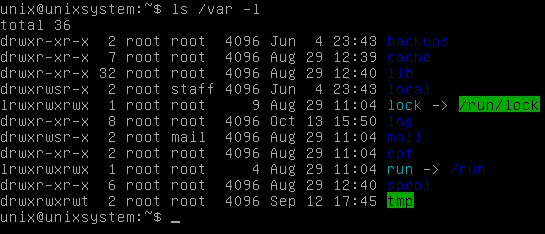 unix@unixsystem:~$ ls /var -l
total 36
drwxr-xr-x  2 root root  4096 Jun  4 23:43 backups
drwxr-xr-x  7 root root  4096 Aug 29 12:39 cache
drwxr-xr-x 32 root root  4096 Aug 29 12:40 lib
drwxrwsr-x  2 root staff 4096 Jun  4 23:43 local
lrwxrwxrwx  1 root root     9 Aug 29 11:04 lock -> /run/lock
drwxr-xr-x  8 root root  4096 Oct 13 15:50 log
drwxrwsr-x  2 root mail  4096 Aug 29 11:04 mail
drwxr-xr-x  2 root root  4096 Aug 29 11:04 opt
lrwxrwxrwx  1 root root     4 Aug 29 11:04 run -> /run
drwxr-xr-x  6 root root  4096 Aug 29 12:40 spool
drwxrwxrwt  2 root root  4096 Sep 12 17:45 tmp
unix@unixsystem:~$ _